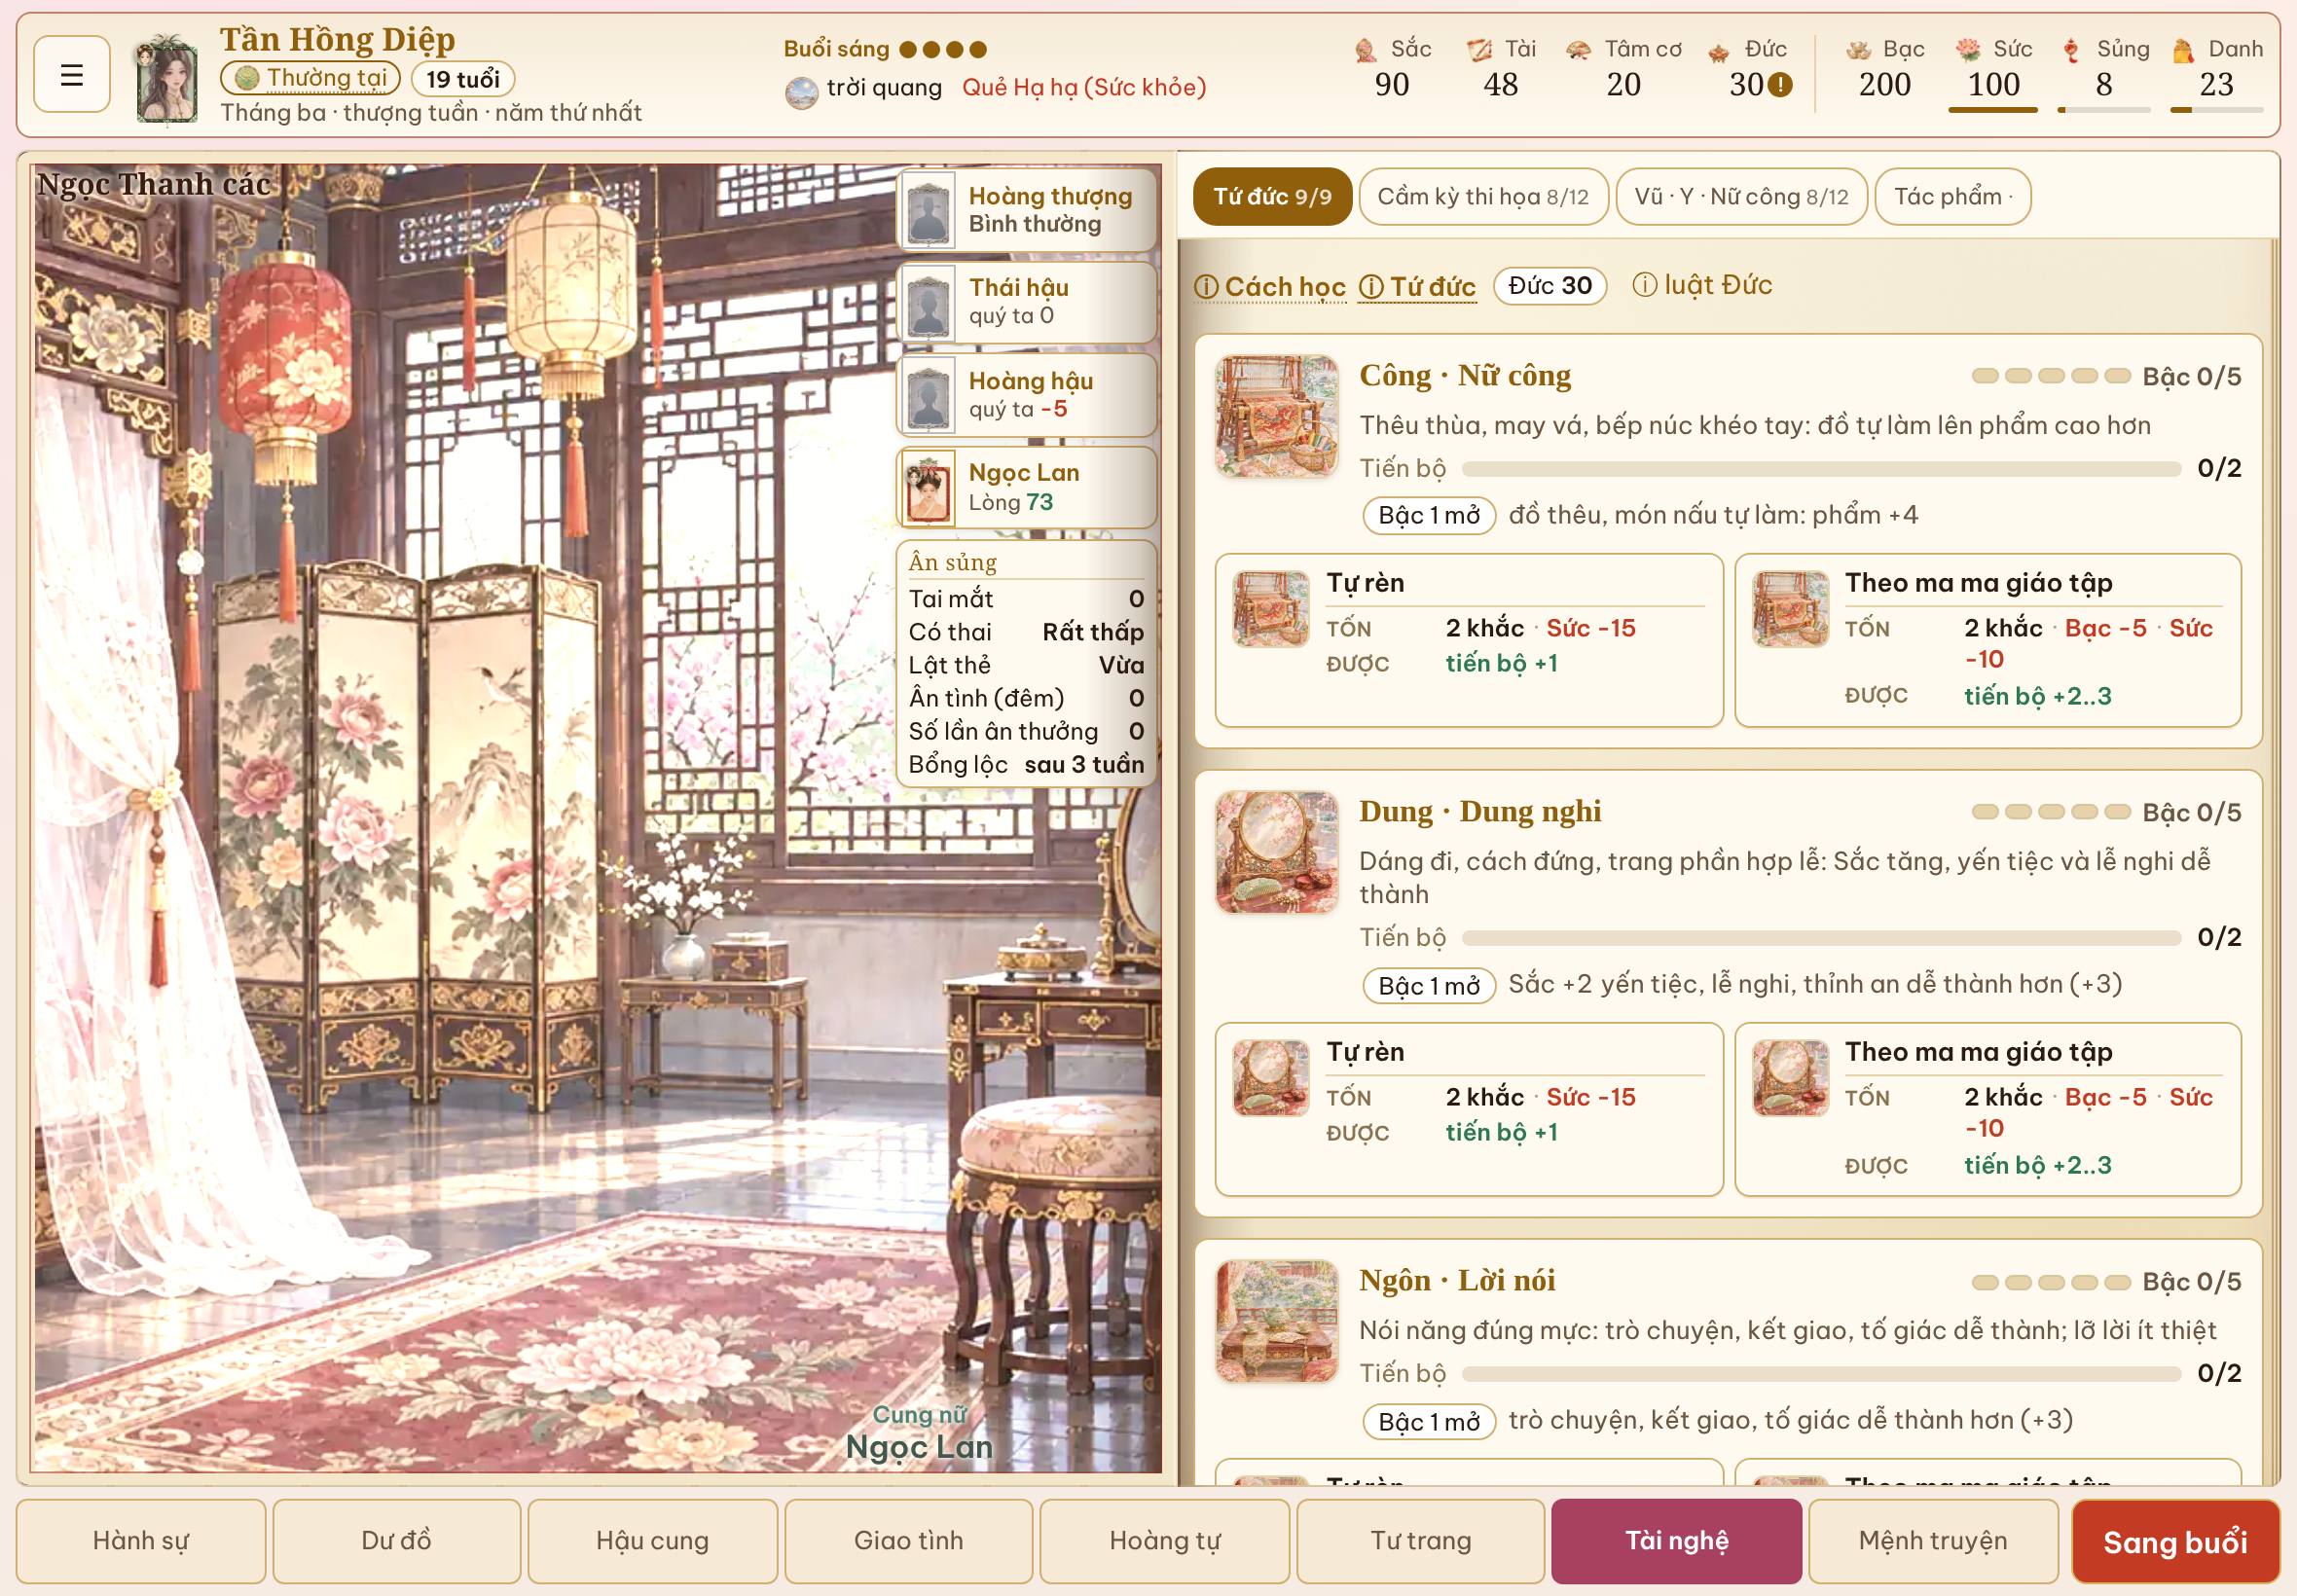 ☰
Tần Hồng Diệp
Thường tại
19 tuổi
Tháng ba · thượng tuần · năm thứ nhất
Buổi sáng
trời quang Quẻ Hạ hạ (Sức khỏe)
Sắc Tài Tâm cơ Đức Bạc Sức Sủng Danh
90 48 20 30 ! 200 100 8 23
Ngọc Thanh các
Hoàng thượng
Bình thường
Thái hậu
quý ta 0
Hoàng hậu
quý ta -5
Ngọc Lan
Lòng 73
Ân sủng
Tai mắt 0
Có thai Rất thấp
Lật thẻ Vừa
Ân tình (đêm) 0
Số lần ân thưởng 0
Bổng lộc sau 3 tuần
Cung nữ
Ngọc Lan
Tứ đức 9/9
Cầm kỳ thi họa 8/12
Vũ · Y · Nữ công 8/12
Tác phẩm ·
ⓘ Cách học ⓘ Tứ đức Đức 30 ⓘ luật Đức
Công · Nữ công Bậc 0/5
Thêu thùa, may vá, bếp núc khéo tay: đồ tự làm lên phẩm cao hơn
Tiến bộ 0/2
Bậc 1 mở đồ thêu, món nấu tự làm: phẩm +4
Tự rèn
TỐN 2 khắc · Sức -15
ĐƯỢC tiến bộ +1
Theo ma ma giáo tập
TỐN 2 khắc · Bạc -5 · Sức
-10
ĐƯỢC tiến bộ +2..3
Dung · Dung nghi Bậc 0/5
Dáng đi, cách đứng, trang phần hợp lễ: Sắc tăng, yến tiệc và lễ nghi dễ
thành
Tiến bộ 0/2
Bậc 1 mở Sắc +2 yến tiệc, lễ nghi, thỉnh an dễ thành hơn (+3)
Tự rèn
TỐN 2 khắc · Sức -15
ĐƯỢC tiến bộ +1
Theo ma ma giáo tập
TỐN 2 khắc · Bạc -5 · Sức
-10
ĐƯỢC tiến bộ +2..3
Ngôn · Lời nói Bậc 0/5
Nói năng đúng mực: trò chuyện, kết giao, tố giác dễ thành; lỡ lời ít thiệt
Tiến bộ 0/2
Bậc 1 mở trò chuyện, kết giao, tố giác dễ thành hơn (+3)
Tự rèn
Theo ma ma giáo tập
Hành sự
Dư đồ
Hậu cung
Giao tình
Hoàng tự
Tư trang
Tài nghệ
Mệnh truyện
Sang buổi